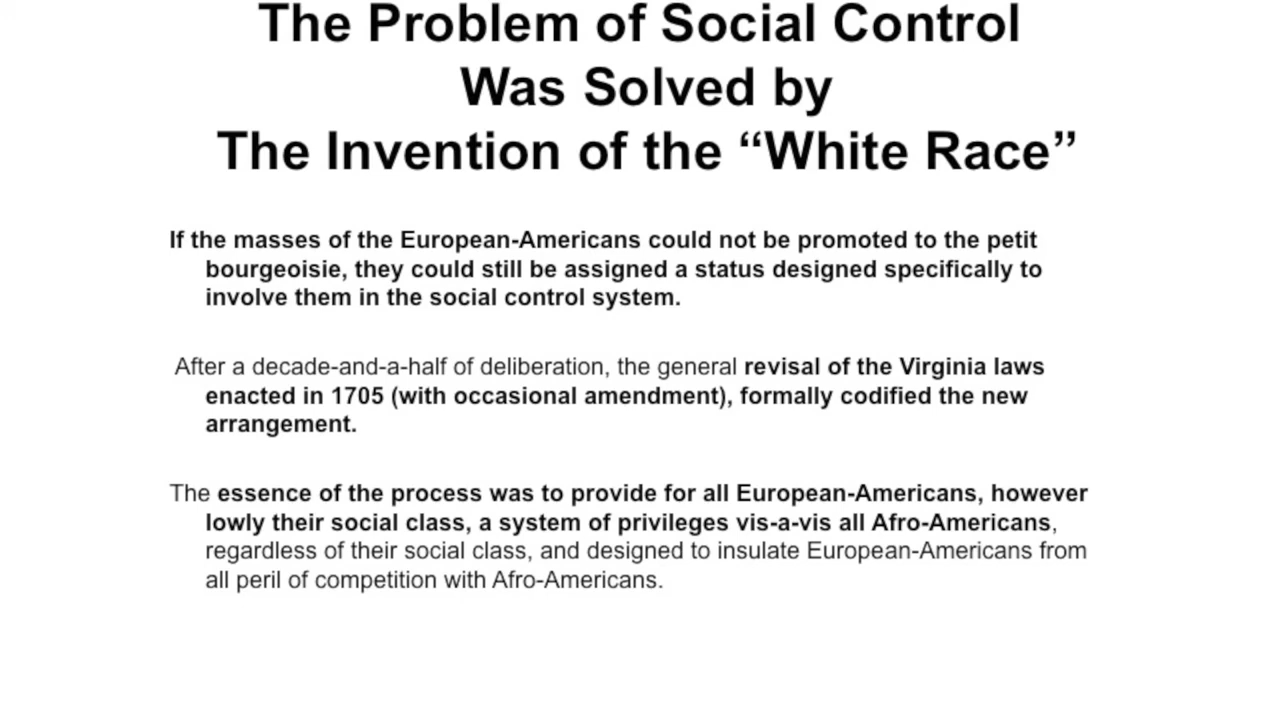 The Problem of Social Control
Was Solved by
The Invention of the “White Race”
If the masses of the European-Americans could not be promoted to the petit
bourgeoisie, they could still be assigned a status designed specifically to
involve them in the social control system.
After a decade-and-a-half of deliberation, the general revisal of the Virginia laws
enacted in 1705 (with occasional amendment), formally codified the new
arrangement.
The essence of the process was to provide for all European-Americans, however
lowly their social class, a system of privileges vis-a-vis all Afro-Americans,
regardless of their social class, and designed to insulate European-Americans from
all peril of competition with Afro-Americans.